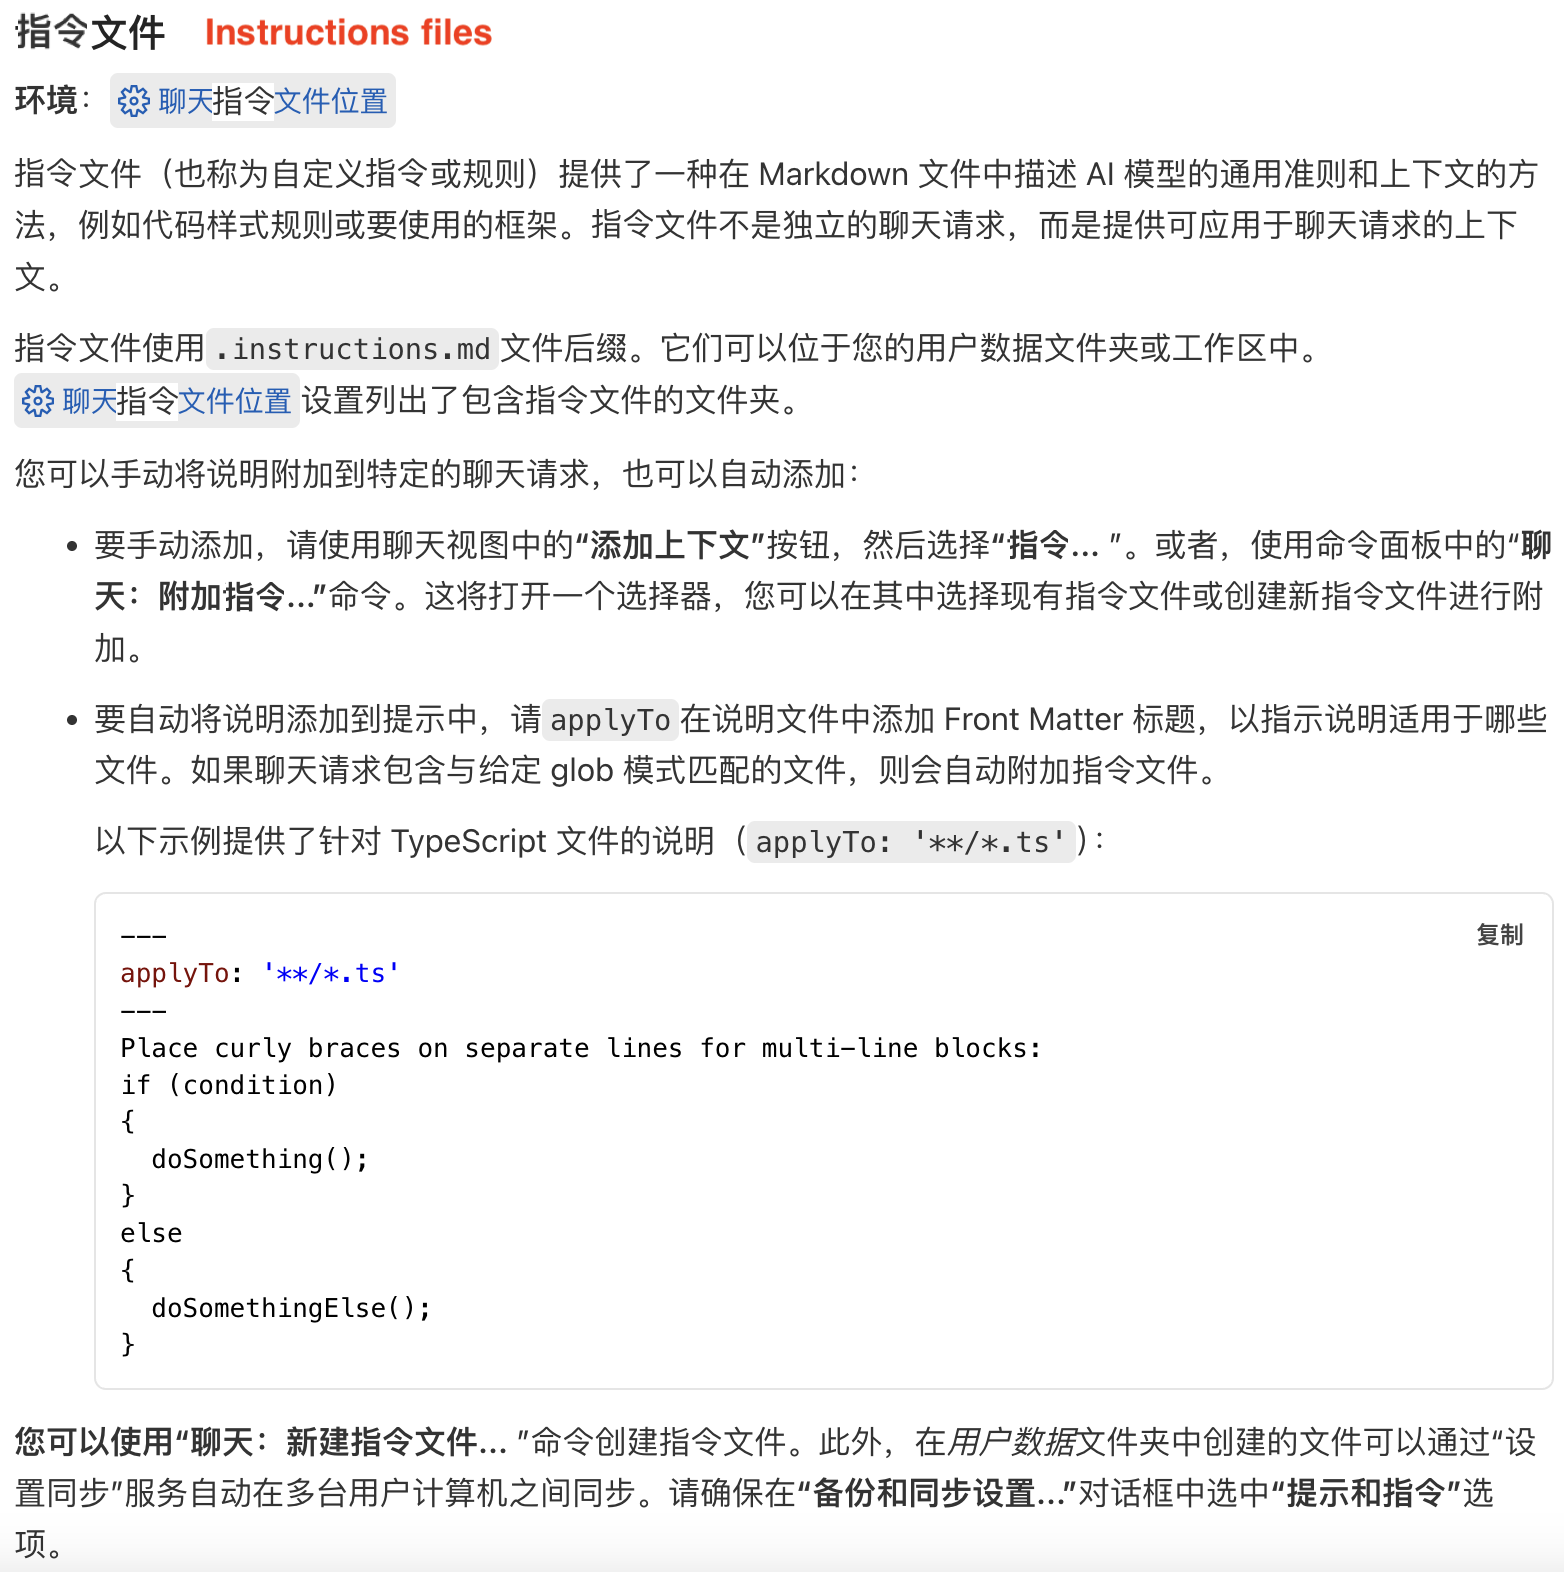 指令文件 Instructions files
环境： 聊天指令文件位置
指令文件（也称为自定义指令或规则）提供了一种在 Markdown 文件中描述 AI 模型的通用准则和上下文的方
法，例如代码样式规则或要使用的框架。指令文件不是独立的聊天请求，而是提供可应用于聊天请求的上下
文。
指令文件使用 .instructions.md 文件后缀。它们可以位于您的用户数据文件夹或工作区中。
聊天指令文件位置 设置列出了包含指令文件的文件夹。
您可以手动将说明附加到特定的聊天请求，也可以自动添加：
• 要手动添加，请使用聊天视图中的“添加上下文”按钮，然后选择“指令... ”。或者，使用命令面板中的“聊
天：附加指令...”命令。这将打开一个选择器，您可以在其中选择现有指令文件或创建新指令文件进行附
加。
• 要自动将说明添加到提示中，请 applyTo 在说明文件中添加 Front Matter 标题，以指示说明适用于哪些
文件。如果聊天请求包含与给定 glob 模式匹配的文件，则会自动附加指令文件。
以下示例提供了针对 TypeScript 文件的说明（ applyTo: '**/*.ts' ）：
---
复制
applyTo: '**/*.ts'
---
Place curly braces on separate lines for multi-line blocks:
if (condition)
{
  doSomething();
}
else
{
  doSomethingElse();
}
您可以使用“聊天：新建指令文件... ”命令创建指令文件。此外，在用户数据文件夹中创建的文件可以通过“设
置同步”服务自动在多台用户计算机之间同步。请确保在“备份和同步设置...”对话框中选中“提示和指令”选
项。